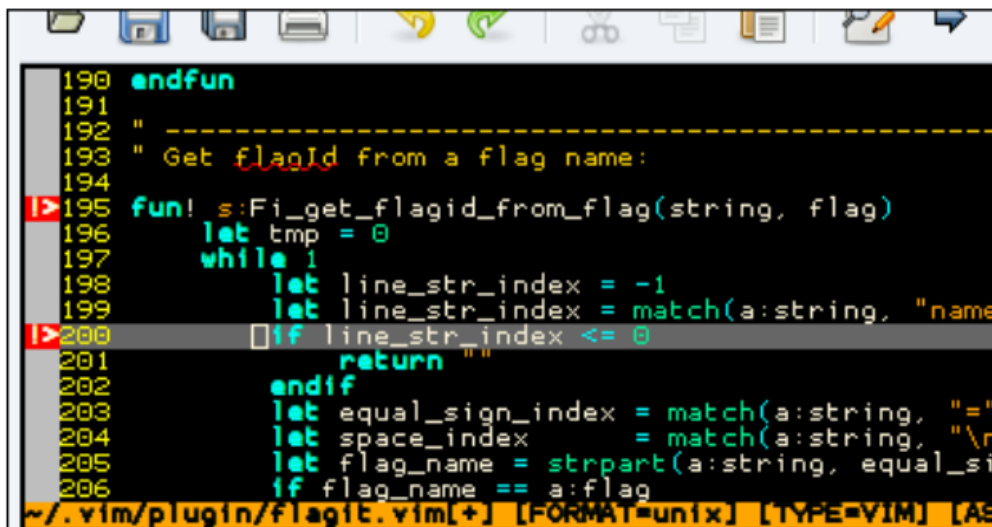 190 endfun
191
192 " ------------------------------------------------
193 " Get flagId from a flag name:
194
!>195 fun! s:Fi_get_flagid_from_flag(string, flag)
196     let tmp = 0
197     while 1
198         let line_str_index = -1
199         let line_str_index = match(a:string, "name
!>200         if line_str_index <= 0
201             return ""
202         endif
203         let equal_sign_index = match(a:string, "="
204         let space_index      = match(a:string, "\n
205         let flag_name = strpart(a:string, equal_si
206         if flag_name == a:flag
~/.vim/plugin/flagit.vim[+] [FORMAT=unix] [TYPE=VIM] [AS